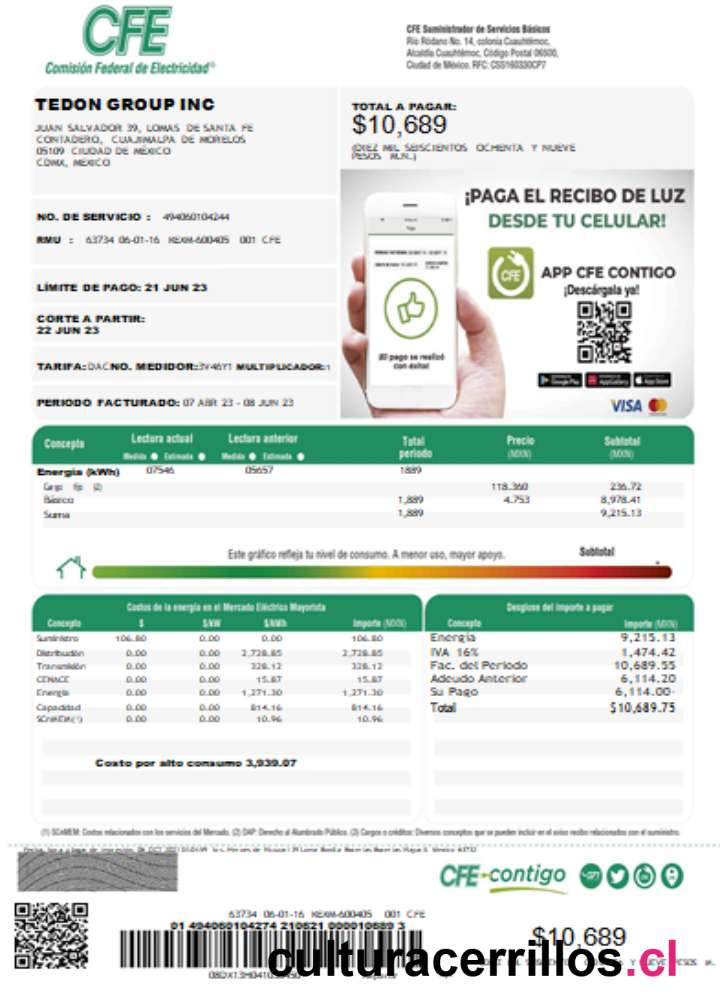 CFE
Comisión Federal de Electricidad®
CFE Suministrador de Servicios Básicos
Río Ródano No. 14, colonia Cuauhtémoc,
Alcaldía Cuauhtémoc, Código Postal 06500,
Ciudad de México. RFC: CSS160330CP7
TEDON GROUP INC
JUAN SALVADOR 39, LOMAS DE SANTA FE
CONTADERO, CUAJIMALPA DE MORELOS
05109 CIUDAD DE MÉXICO
CDMX, MEXICO
TOTAL A PAGAR:
$10,689
(DIEZ MIL SEISCIENTOS OCHENTA Y NUEVE
PESOS M.N.)
NO. DE SERVICIO : 494060104244
RMU : 63734 06-01-16 KEXM-600405 001 CFE
LÍMITE DE PAGO: 21 JUN 23
CORTE A PARTIR:
22 JUN 23
TARIFA: DAC NO. MEDIDOR: 3V46Y1 MULTIPLICADOR: 1
PERIODO FACTURADO: 07 ABR 23 - 08 JUN 23
¡PAGA EL RECIBO DE LUZ
DESDE TU CELULAR!
CFE
APP CFE CONTIGO
¡Descárgala ya!
¡El pago se realizó
con éxito!
Google Play AppGallery App Store
VISA
Concepto Lectura actual Lectura anterior Total periodo Precio (MXN) Subtotal (MXN)
Medida Estimada Medida Estimada
Energía (kWh) 07546 05657 1889
Cargo fijo (2) 118.360 236.72
Básico 1,889 4.753 8,978.41
Suma 1,889 9,215.13
Este gráfico refleja tu nivel de consumo. A menor uso, mayor apoyo.
Subtotal
Costos de la energía en el Mercado Eléctrico Mayorista
Concepto $ $/kW $/kWh Importe (MXN)
Suministro 106.80 0.00 0.00 106.80
Distribución 0.00 0.00 2,728.85 2,728.85
Transmisión 0.00 0.00 328.12 328.12
CENACE 0.00 0.00 15.87 15.87
Energía 0.00 0.00 1,271.30 1,271.30
Capacidad 0.00 0.00 814.16 814.16
SCnMEM(1) 0.00 0.00 10.96 10.96
Costo por alto consumo 3,939.07
Desglose del importe a pagar
Concepto Importe (MXN)
Energía 9,215.13
IVA 16% 1,474.42
Fac. del Periodo 10,689.55
Adeudo Anterior 6,114.20
Su Pago 6,114.00-
Total $10,689.75
(1) SCnMEM: Costos relacionados con los servicios del Mercado. (2) DAP: Derecho al Alumbrado Público. (3) Cargos o créditos: Diversos conceptos que se pueden incluir en el aviso recibo relacionados con el suministro.
CFE-contigo
63734 06-01-16 KEXM-600405 001 CFE
01 494060104274 210621 000010689 3
$10,689
culturacerrillos.cl